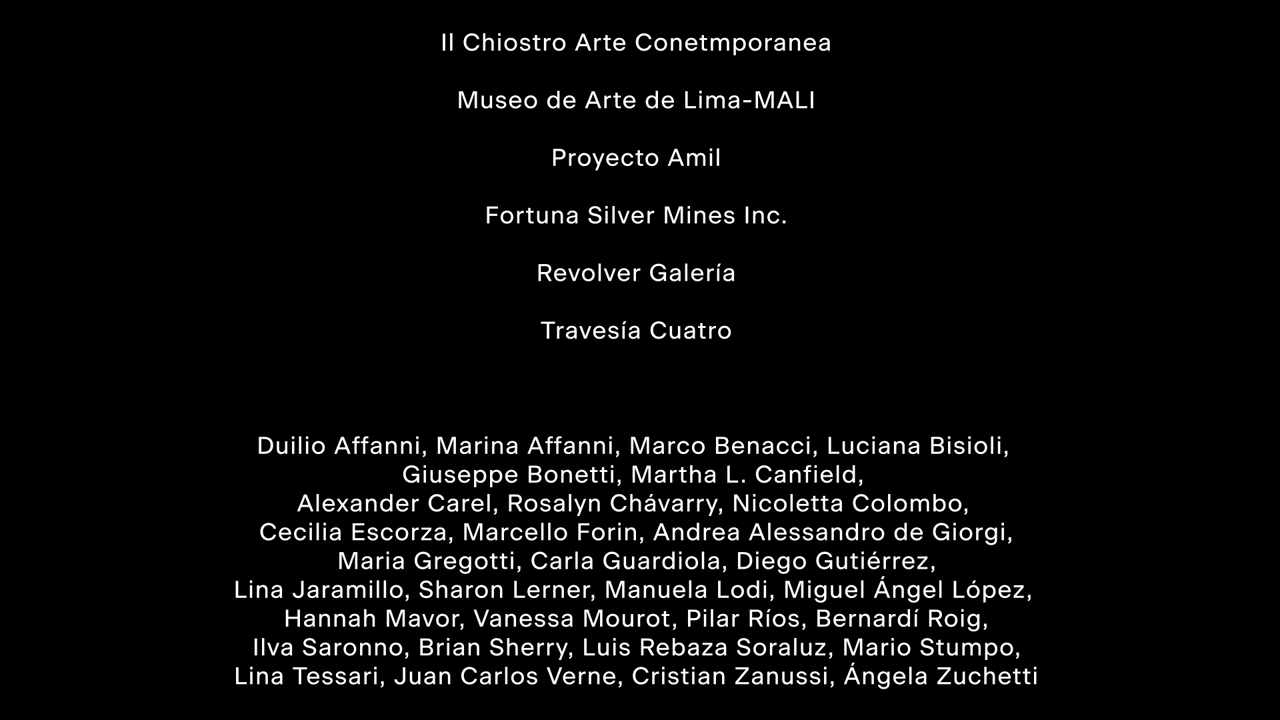 Il Chiostro Arte Conetmporanea
Museo de Arte de Lima-MALI
Proyecto Amil
Fortuna Silver Mines Inc.
Revolver Galería
Travesía Cuatro
Duilio Affanni, Marina Affanni, Marco Benacci, Luciana Bisioli,
Giuseppe Bonetti, Martha L. Canfield,
Alexander Carel, Rosalyn Chávarry, Nicoletta Colombo,
Cecilia Escorza, Marcello Forin, Andrea Alessandro de Giorgi,
Maria Gregotti, Carla Guardiola, Diego Gutiérrez,
Lina Jaramillo, Sharon Lerner, Manuela Lodi, Miguel Ángel López,
Hannah Mavor, Vanessa Mourot, Pilar Ríos, Bernardí Roig,
Ilva Saronno, Brian Sherry, Luis Rebaza Soraluz, Mario Stumpo,
Lina Tessari, Juan Carlos Verne, Cristian Zanussi, Ángela Zuchetti